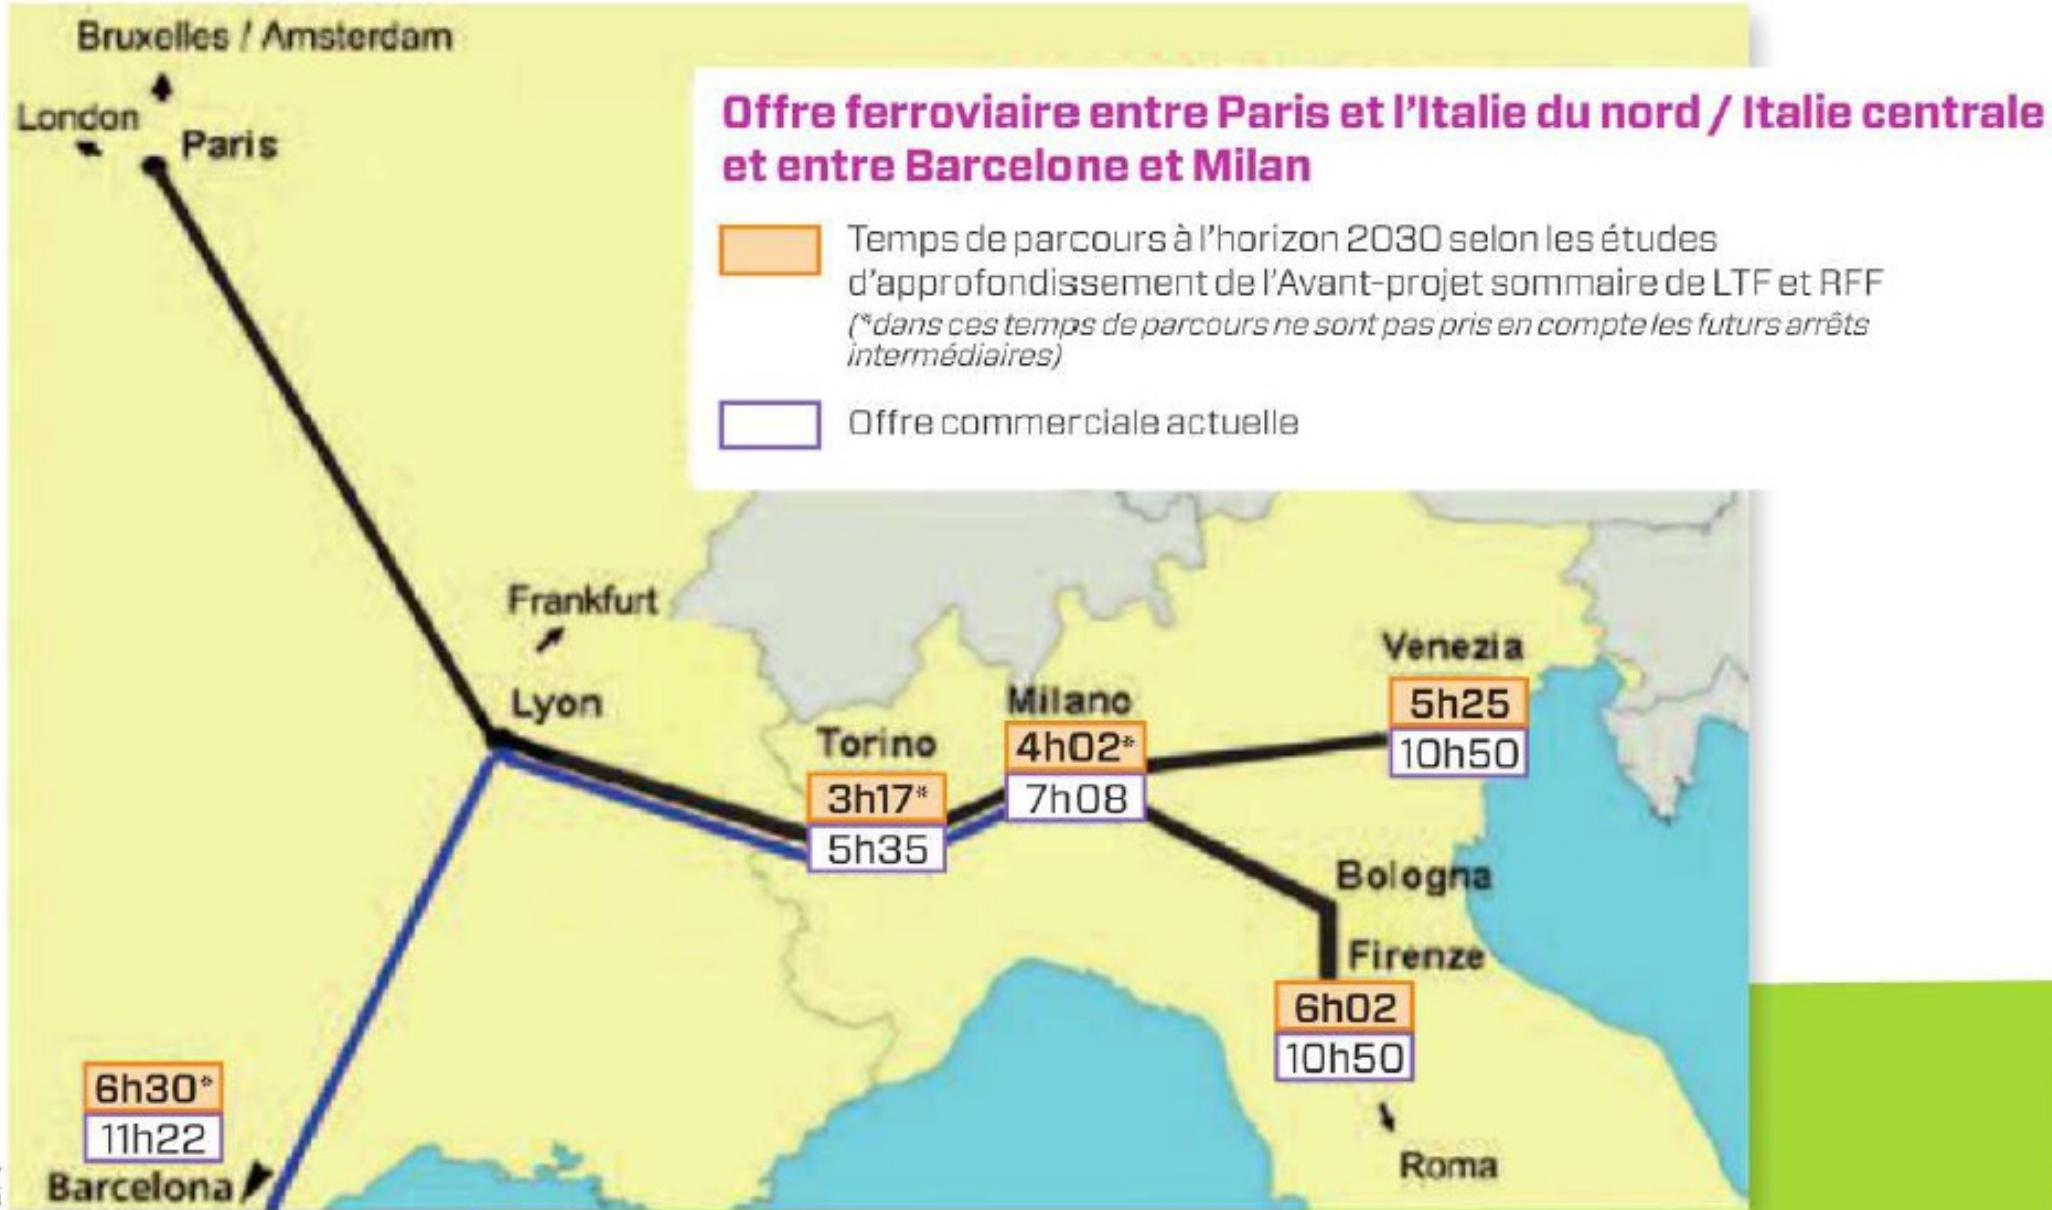 Bruxelles / Amsterdam
London
Paris
Offre ferroviaire entre Paris et l'Italie du nord / Italie centrale
et entre Barcelone et Milan
Temps de parcours à l'horizon 2030 selon les études
d'approfondissement de l'Avant-projet sommaire de LTF et RFF
(*dans ces temps de parcours ne sont pas pris en compte les futurs arrêts
intermédiaires)
Offre commerciale actuelle
Frankfurt
Lyon
Torino
3h17*
5h35
Milano
4h02*
7h08
Venezia
5h25
10h50
Bologna
Firenze
6h02
10h50
Roma
6h30*
11h22
Barcelona